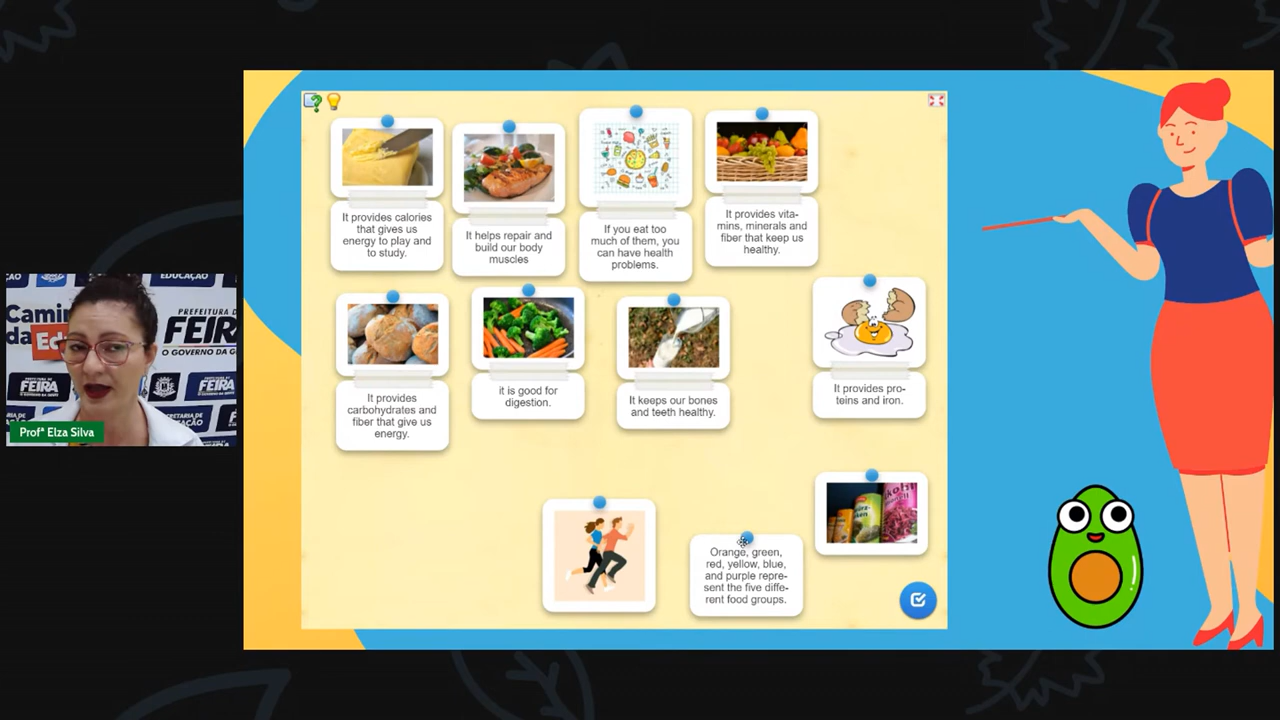 It provides calories
that gives us
energy to play and
to study.
It helps repair and
build our body
muscles
If you eat too
much of them, you
can have health
problems.
It provides vita-
mins, minerals and
fiber that keep us
healthy.
It provides
carbohydrates and
fiber that give us
energy.
it is good for
digestion.
It keeps our bones
and teeth healthy.
It provides pro-
teins and iron.
Orange, green,
red, yellow, blue,
and purple repre-
sent the five diffe-
rent food groups.
EDUCAÇÃO
PREFEITURA DE
FEIRA
O GOVERNO DA
FEIRA
FEIRA
Profª Elza Silva